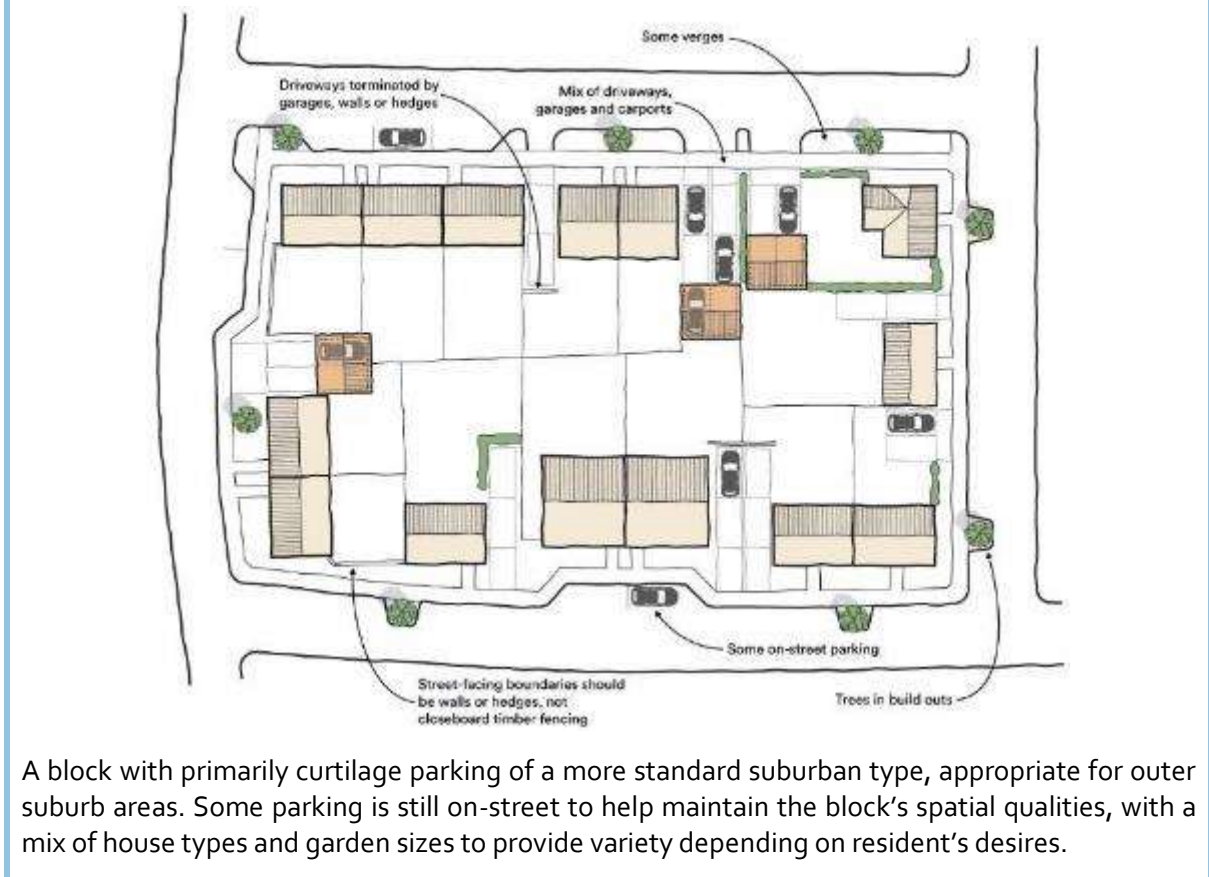 Some verges
Driveways terminated by
garages, walls or hedges
Mix of driveways,
garages and carports
Some on-street parking
Street-facing boundaries should
be walls or hedges, not
closeboard timber fencing
Trees in build outs
A block with primarily curtilage parking of a more standard suburban type, appropriate for outer
suburb areas. Some parking is still on-street to help maintain the block’s spatial qualities, with a
mix of house types and garden sizes to provide variety depending on resident’s desires.